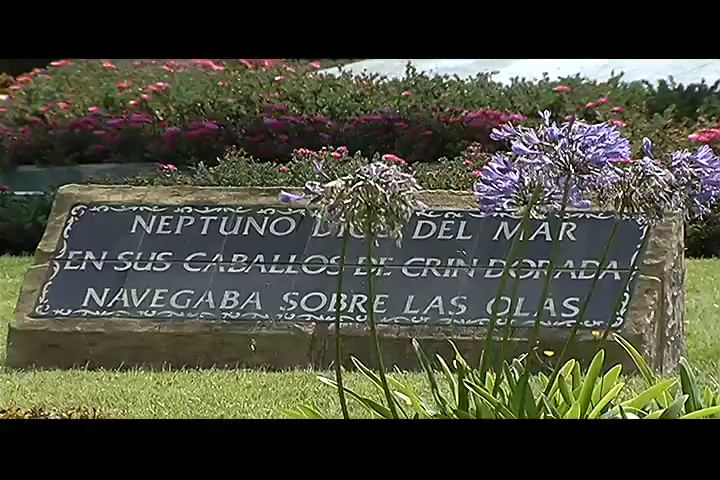 NEPTUNO DIOS DEL MAR
EN SUS CABALLOS DE CRIN DORADA
NAVEGABA SOBRE LAS OLAS